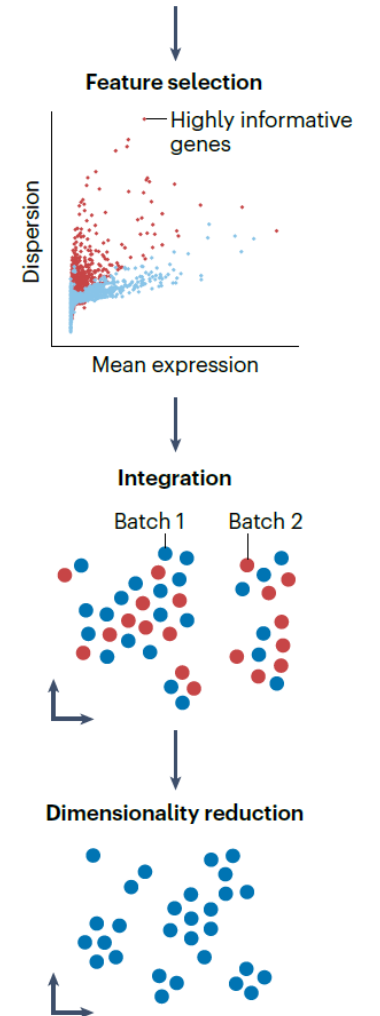 Feature selection
Highly informative
genes
Dispersion
Mean expression
Integration
Batch 1
Batch 2
Dimensionality reduction